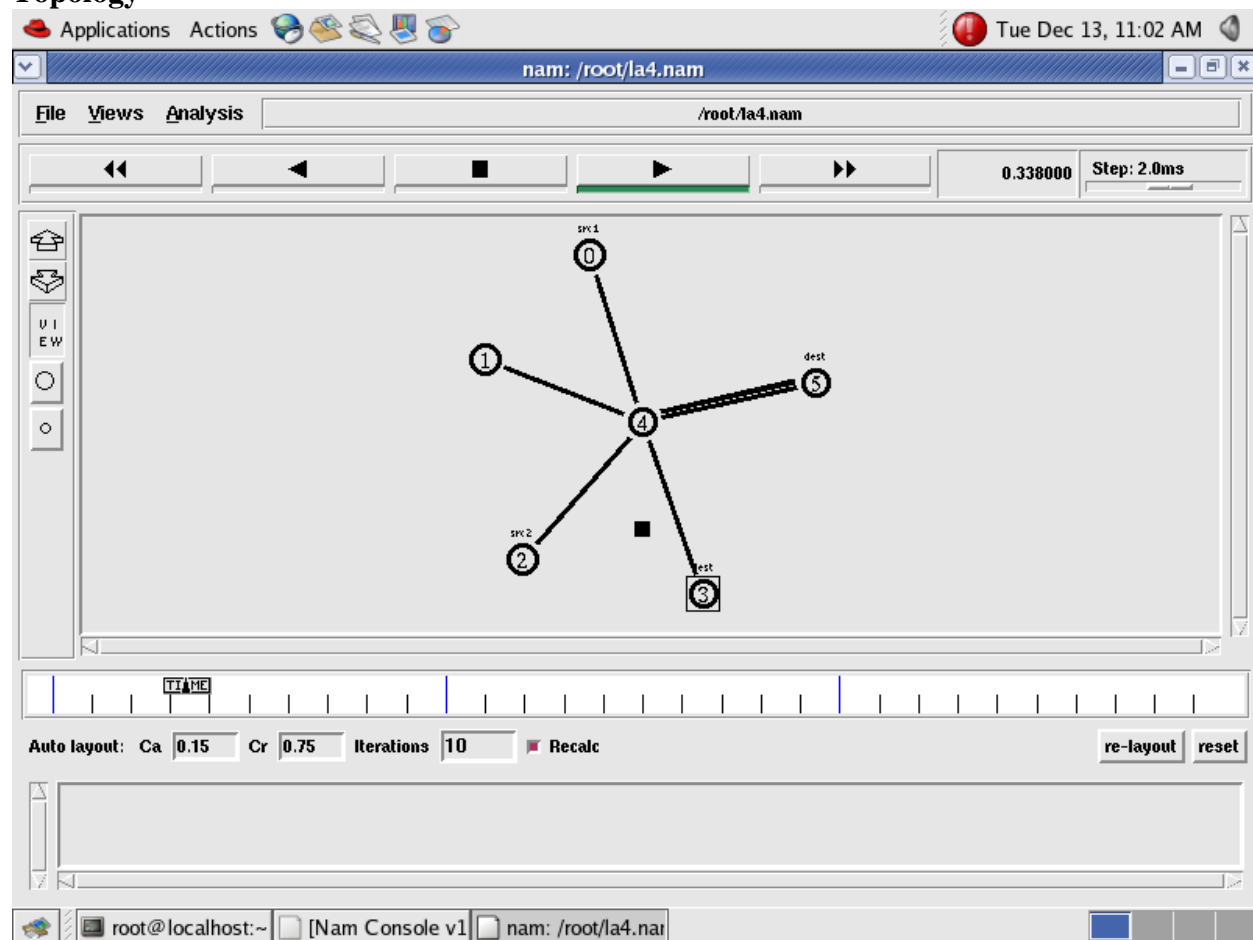 Topology
Applications Actions Tue Dec 13, 11:02 AM
nam: /root/la4.nam
File Views Analysis /root/la4.nam
0.338000 Step: 2.0ms
src1
0
VI
EW
1
dest
5
4
src2
2
est
3
TIME
Auto layout: Ca 0.15 Cr 0.75 Iterations 10 Recalc re-layout reset
root@localhost:~ [Nam Console v1 nam: /root/la4.nar